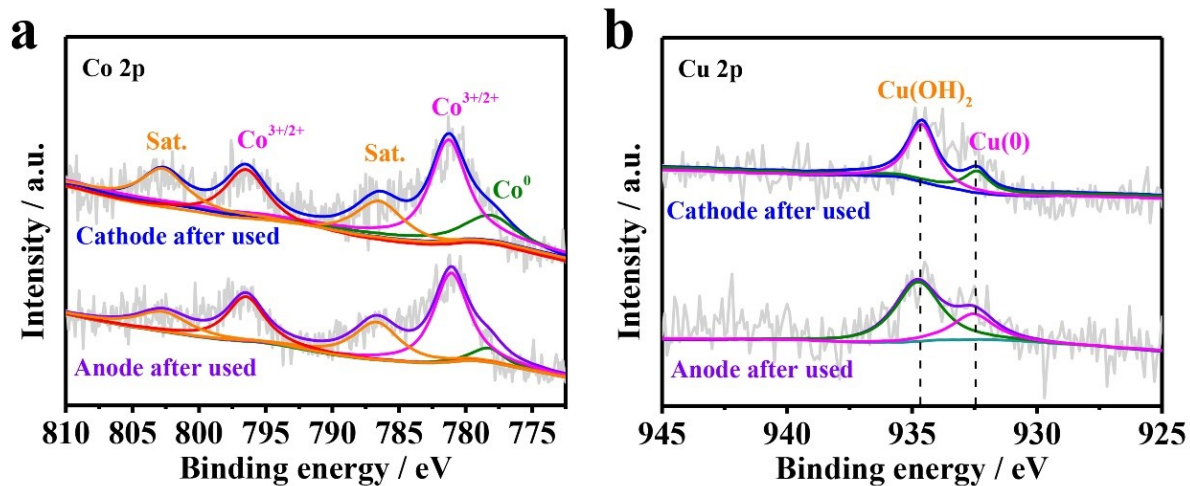 a
Co 2p
Intensity / a.u.
Sat.
Co3+/2+
Sat.
Co3+/2+
Co0
Cathode after used
Anode after used
810 805 800 795 790 785 780 775
Binding energy / eV
b
Cu 2p
Intensity / a.u.
Cu(OH)2
Cu(0)
Cathode after used
Anode after used
945 940 935 930 925
Binding energy / eV